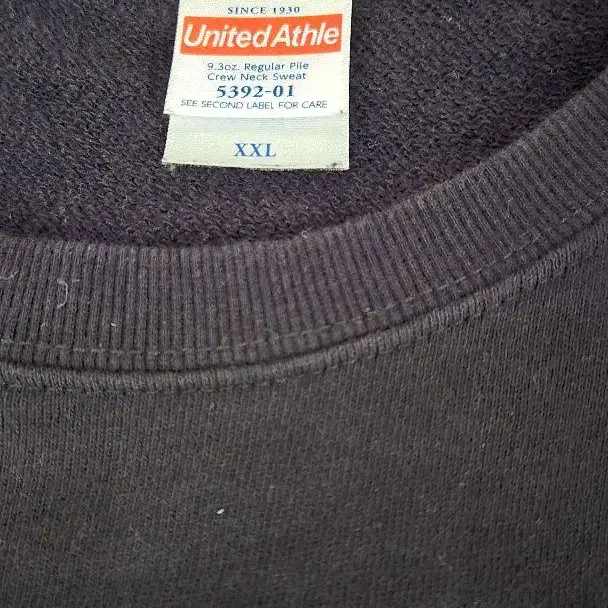 SINCE 1930
United Athle
9.3oz. Regular Pile
Crew Neck Sweat
5392-01
SEE SECOND LABEL FOR CARE
XXL